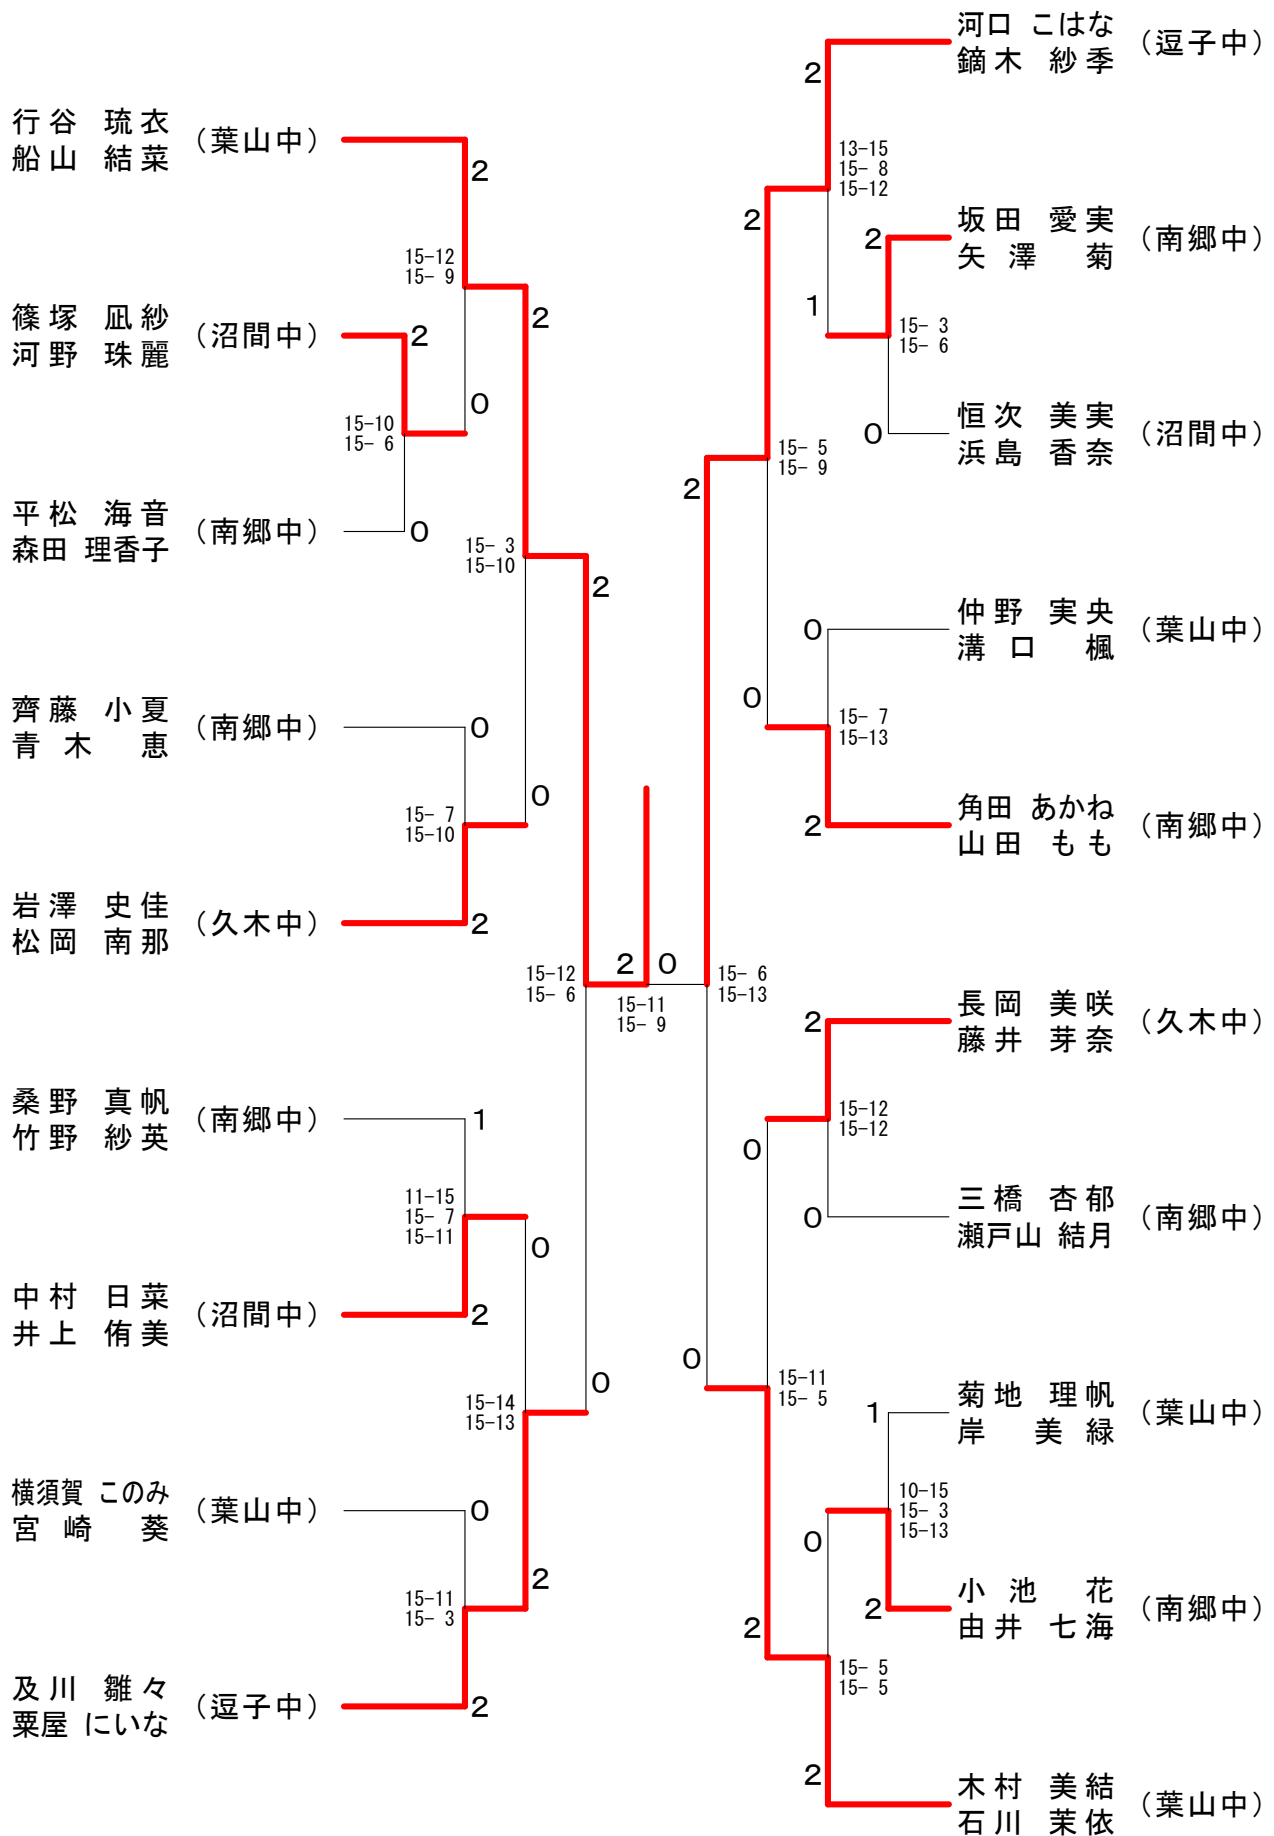 行谷 琉衣
船山 結菜
(葉山中)
2
15-12
15- 9
篠塚 凪紗
河野 珠麗
(沼間中)
2
2
0
15-10
15- 6
平松 海音
森田 理香子
(南郷中)
0
15- 3
15-10
2
齊藤 小夏
青木 恵
(南郷中)
0
0
15- 7
15-10
岩澤 史佳
松岡 南那
(久木中)
2
15-12
15- 6
2
0
15-11
15- 9
桑野 真帆
竹野 紗英
(南郷中)
1
11-15
15- 7
15-11
0
中村 日菜
井上 侑美
(沼間中)
2
0
15-14
15-13
横須賀 このみ
宮崎 葵
(葉山中)
0
2
15-11
15- 3
及川 雛々
粟屋 にいな
(逗子中)
2
河口 こはな
鏑木 紗季
(逗子中)
2
13-15
15- 8
15-12
2
坂田 愛実
矢澤 菊
(南郷中)
2
1
15- 3
15- 6
恒次 美実
浜島 香奈
(沼間中)
0
15- 5
15- 9
2
仲野 実央
溝口 楓
(葉山中)
0
0
15- 7
15-13
角田 あかね
山田 もも
(南郷中)
2
15- 6
15-13
長岡 美咲
藤井 芽奈
(久木中)
2
15-12
15-12
0
三橋 杏郁
瀬戸山 結月
(南郷中)
0
0
15-11
15- 5
菊地 理帆
岸 美緑
(葉山中)
1
10-15
15- 3
15-13
0
小池 花
由井 七海
(南郷中)
2
2
15- 5
15- 5
木村 美結
石川 茉依
(葉山中)
2